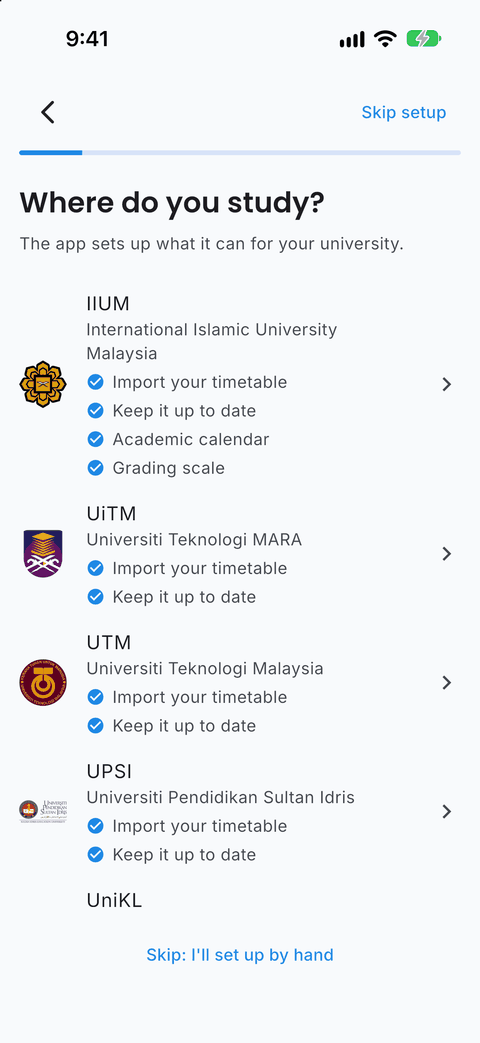 9:41
Skip setup
Where do you study?
The app sets up what it can for your university.
IIUM
International Islamic University
Malaysia
Import your timetable
Keep it up to date
Academic calendar
Grading scale
UiTM
Universiti Teknologi MARA
Import your timetable
Keep it up to date
UTM
Universiti Teknologi Malaysia
Import your timetable
Keep it up to date
UPSI
Universiti Pendidikan Sultan Idris
UNIVERSITI
PENDIDIKAN
SULTAN IDRIS
Import your timetable
Keep it up to date
UniKL
Skip: I'll set up by hand